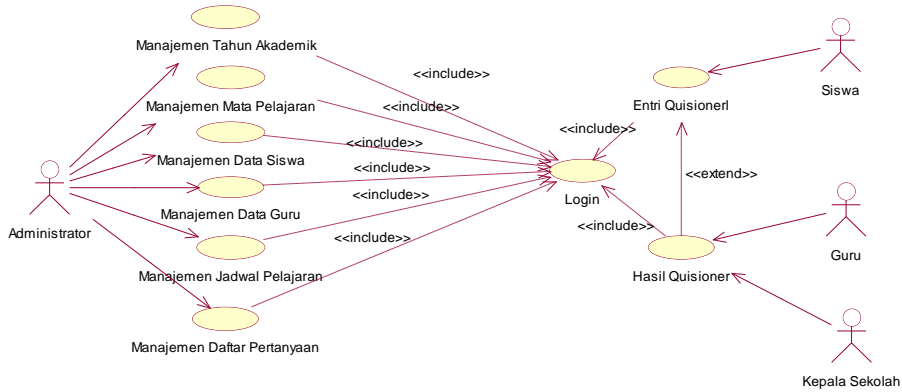 Manajemen Tahun Akademik
<<include>>
Siswa
Manajemen Mata Pelajaran
<<include>>
Entri Quisionerl
<<include>>
Manajemen Data Siswa
<<include>>
<<include>>
<<extend>>
Login
Manajemen Data Guru
<<include>>
Administrator
<<include>>
<<include>>
Guru
Manajemen Jadwal Pelajaran
Hasil Quisioner
Manajemen Daftar Pertanyaan
Kepala Sekolah